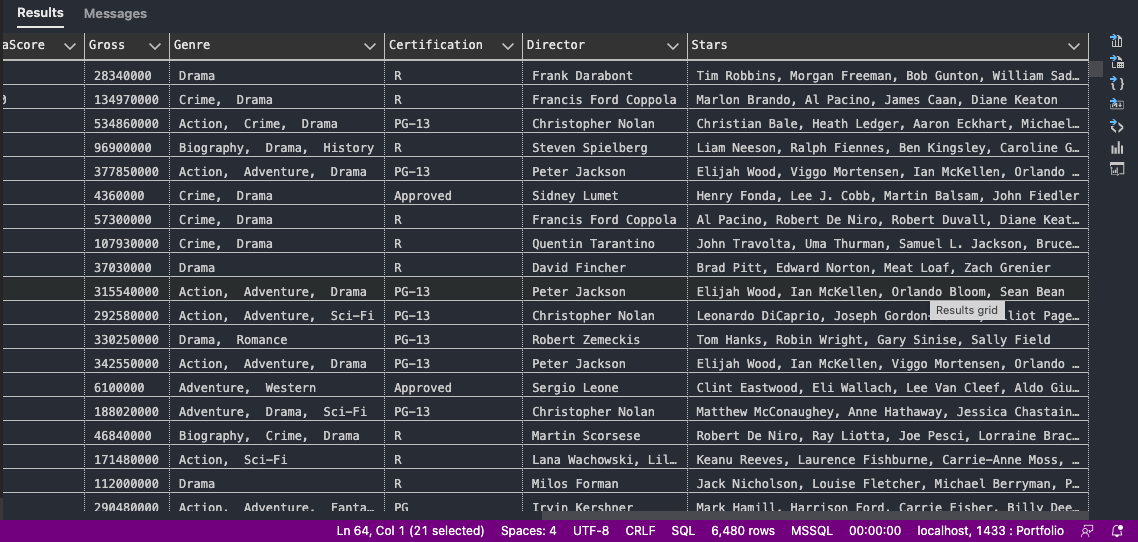 Results Messages
aScore Gross Genre Certification Director Stars
28340000 Drama R Frank Darabont Tim Robbins, Morgan Freeman, Bob Gunton, William Sad…
134970000 Crime, Drama R Francis Ford Coppola Marlon Brando, Al Pacino, James Caan, Diane Keaton
534860000 Action, Crime, Drama PG-13 Christopher Nolan Christian Bale, Heath Ledger, Aaron Eckhart, Michael…
96900000 Biography, Drama, History R Steven Spielberg Liam Neeson, Ralph Fiennes, Ben Kingsley, Caroline G…
377850000 Action, Adventure, Drama PG-13 Peter Jackson Elijah Wood, Viggo Mortensen, Ian McKellen, Orlando …
4360000 Crime, Drama Approved Sidney Lumet Henry Fonda, Lee J. Cobb, Martin Balsam, John Fiedler
57300000 Crime, Drama R Francis Ford Coppola Al Pacino, Robert De Niro, Robert Duvall, Diane Keat…
107930000 Crime, Drama R Quentin Tarantino John Travolta, Uma Thurman, Samuel L. Jackson, Bruce…
37030000 Drama R David Fincher Brad Pitt, Edward Norton, Meat Loaf, Zach Grenier
315540000 Action, Adventure, Drama PG-13 Peter Jackson Elijah Wood, Ian McKellen, Orlando Bloom, Sean Bean
Results grid
292580000 Action, Adventure, Sci-Fi PG-13 Christopher Nolan Leonardo DiCaprio, Joseph Gordon lliot Page…
330250000 Drama, Romance PG-13 Robert Zemeckis Tom Hanks, Robin Wright, Gary Sinise, Sally Field
342550000 Action, Adventure, Drama PG-13 Peter Jackson Elijah Wood, Ian McKellen, Viggo Mortensen, Orlando …
6100000 Adventure, Western Approved Sergio Leone Clint Eastwood, Eli Wallach, Lee Van Cleef, Aldo Giu…
188020000 Adventure, Drama, Sci-Fi PG-13 Christopher Nolan Matthew McConaughey, Anne Hathaway, Jessica Chastain…
46840000 Biography, Crime, Drama R Martin Scorsese Robert De Niro, Ray Liotta, Joe Pesci, Lorraine Brac…
171480000 Action, Sci-Fi R Lana Wachowski, Lil… Keanu Reeves, Laurence Fishburne, Carrie-Anne Moss, …
112000000 Drama R Milos Forman Jack Nicholson, Louise Fletcher, Michael Berryman, P…
290480000 Action, Adventure, Fanta… PG Irvin Kershner Mark Hamill, Harrison Ford, Carrie Fisher, Billy Dee…
Ln 64, Col 1 (21 selected) Spaces: 4 UTF-8 CRLF SQL 6,480 rows MSSQL 00:00:00 localhost, 1433 : Portfolio